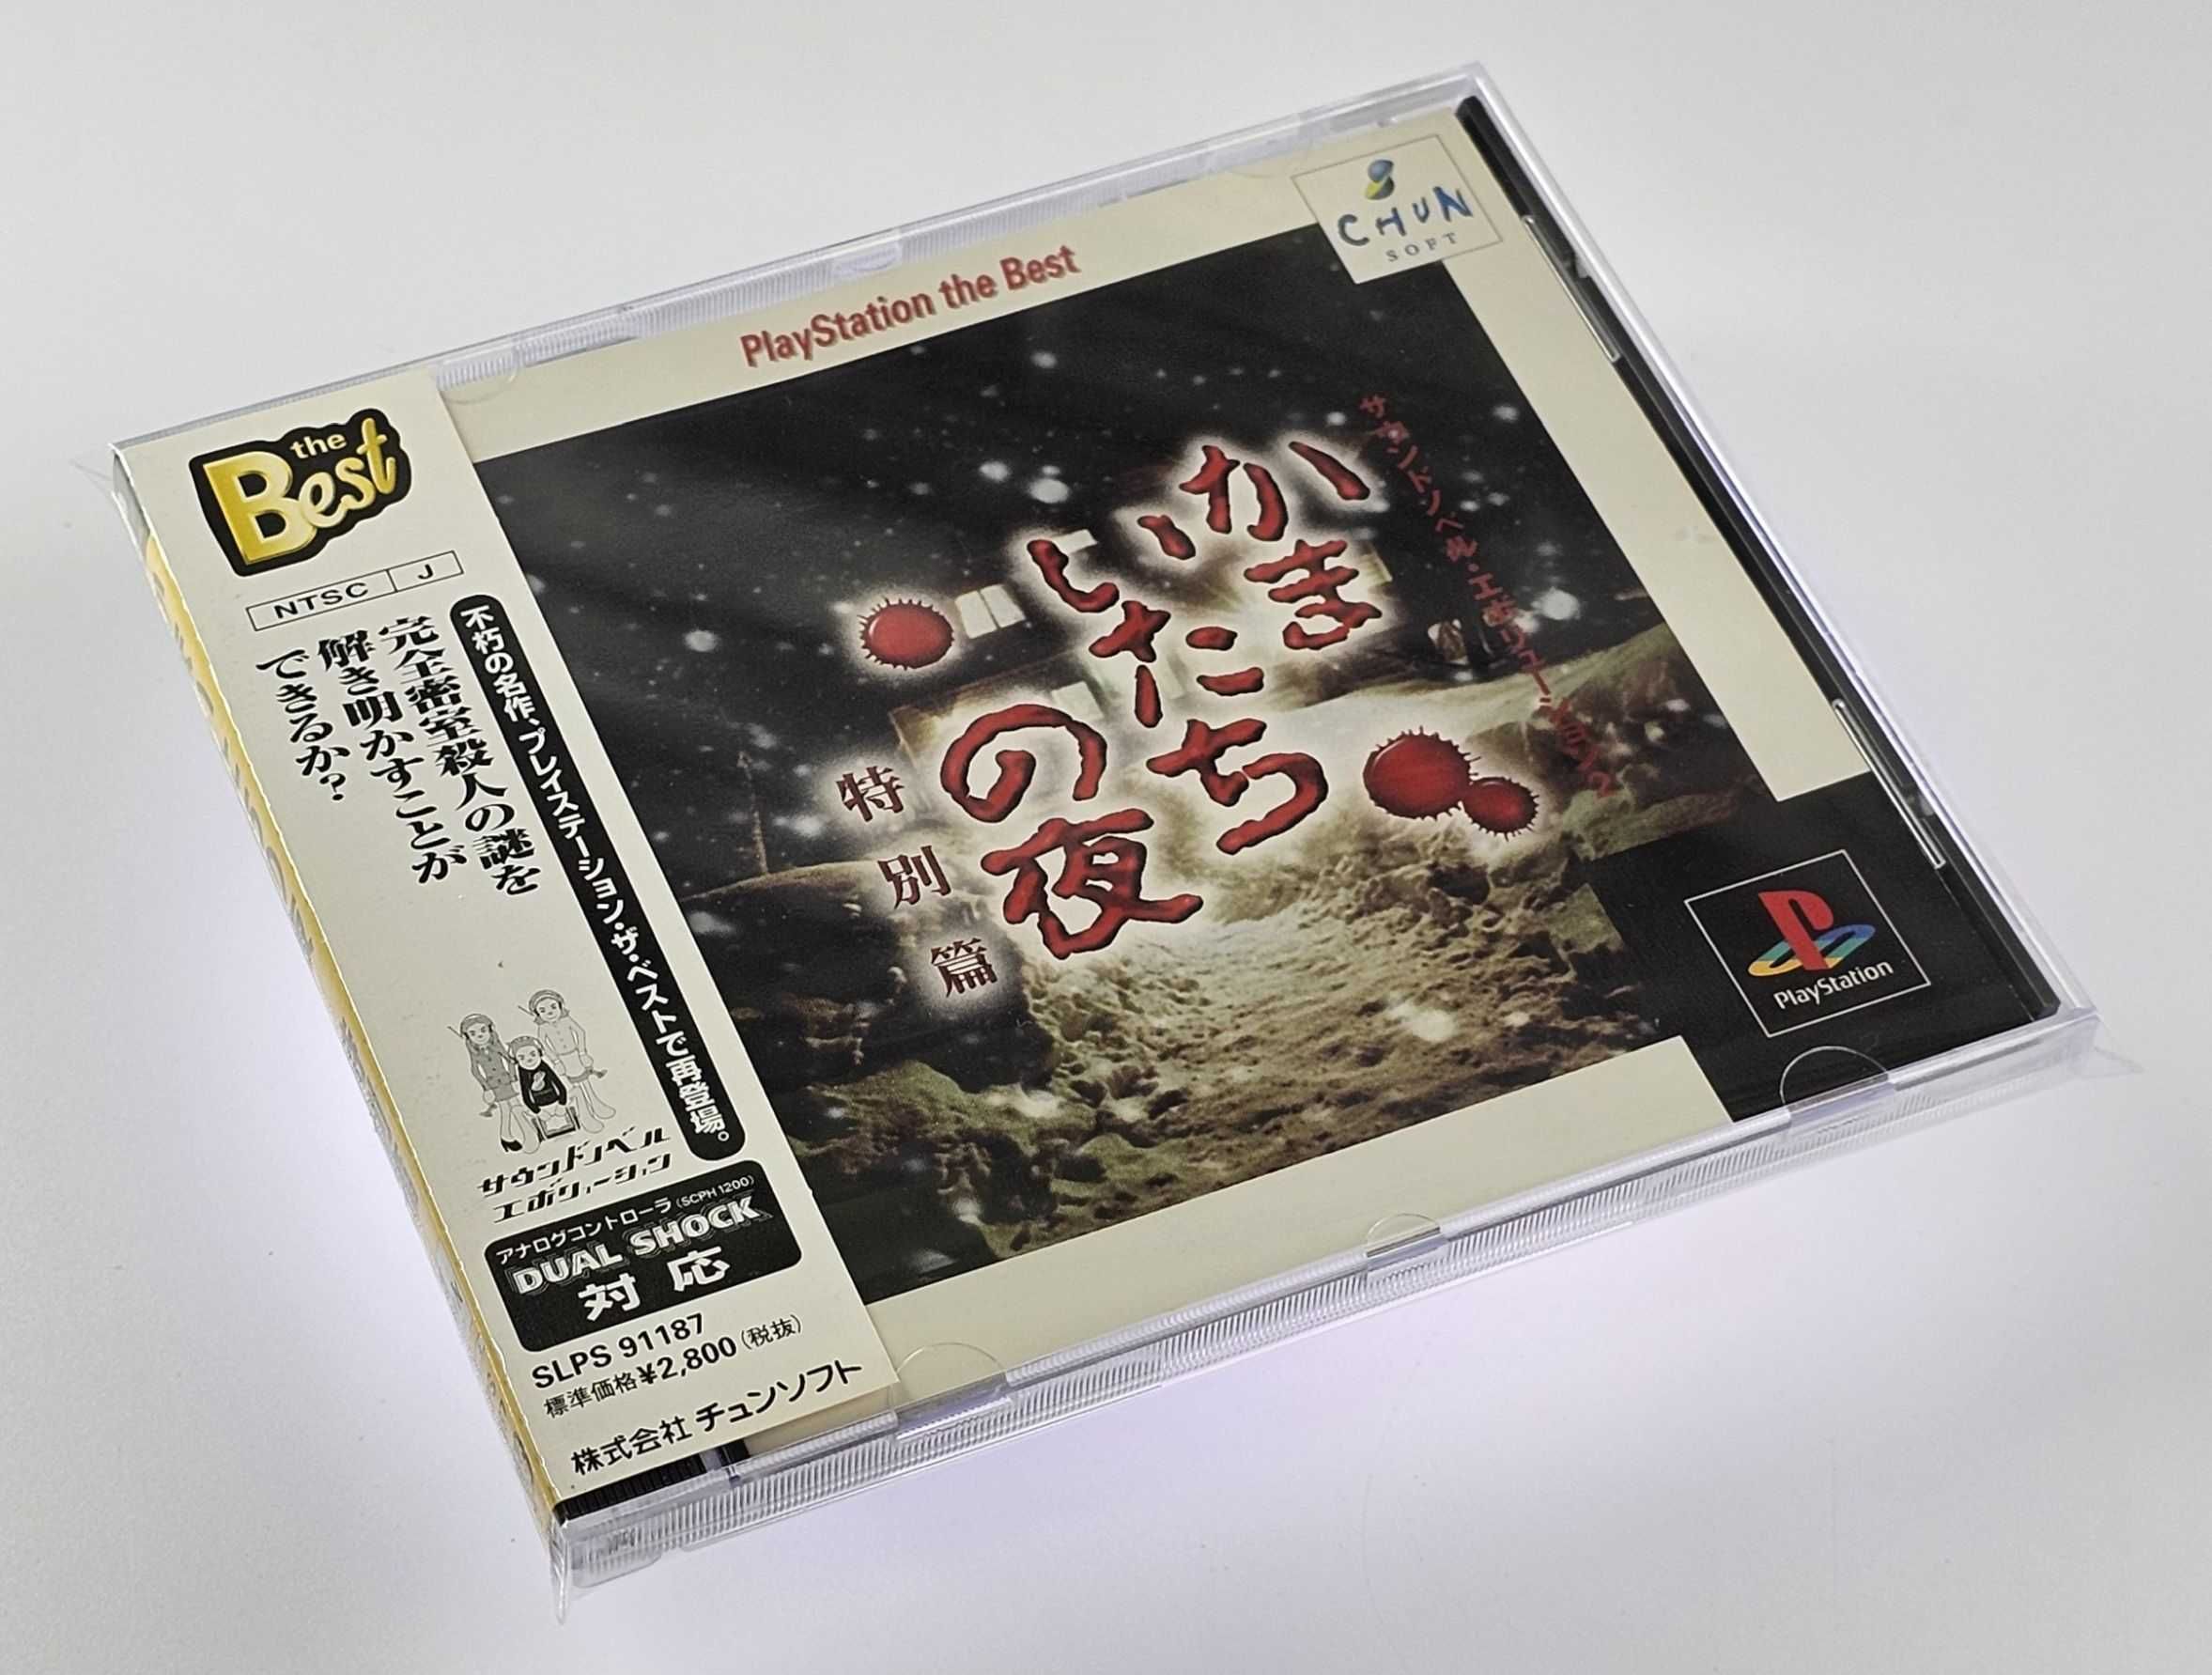 PlayStation the Best
CHUN
SOFT
サウンドノベル・エボリューション2
かま
いたち
の夜
特別篇
PlayStation
the
Best
NTSC J
不朽の名作、プレイステーション・ザ・ベストで再登場。
完全密室殺人の謎を
解き明かすことが
できるか？
サウンドノベル
エボリューション
アナログコントローラ(SCPH1200)
DUAL SHOCK
対応
SLPS 91187
標準価格¥2,800(税抜)
株式会社 チュンソフト